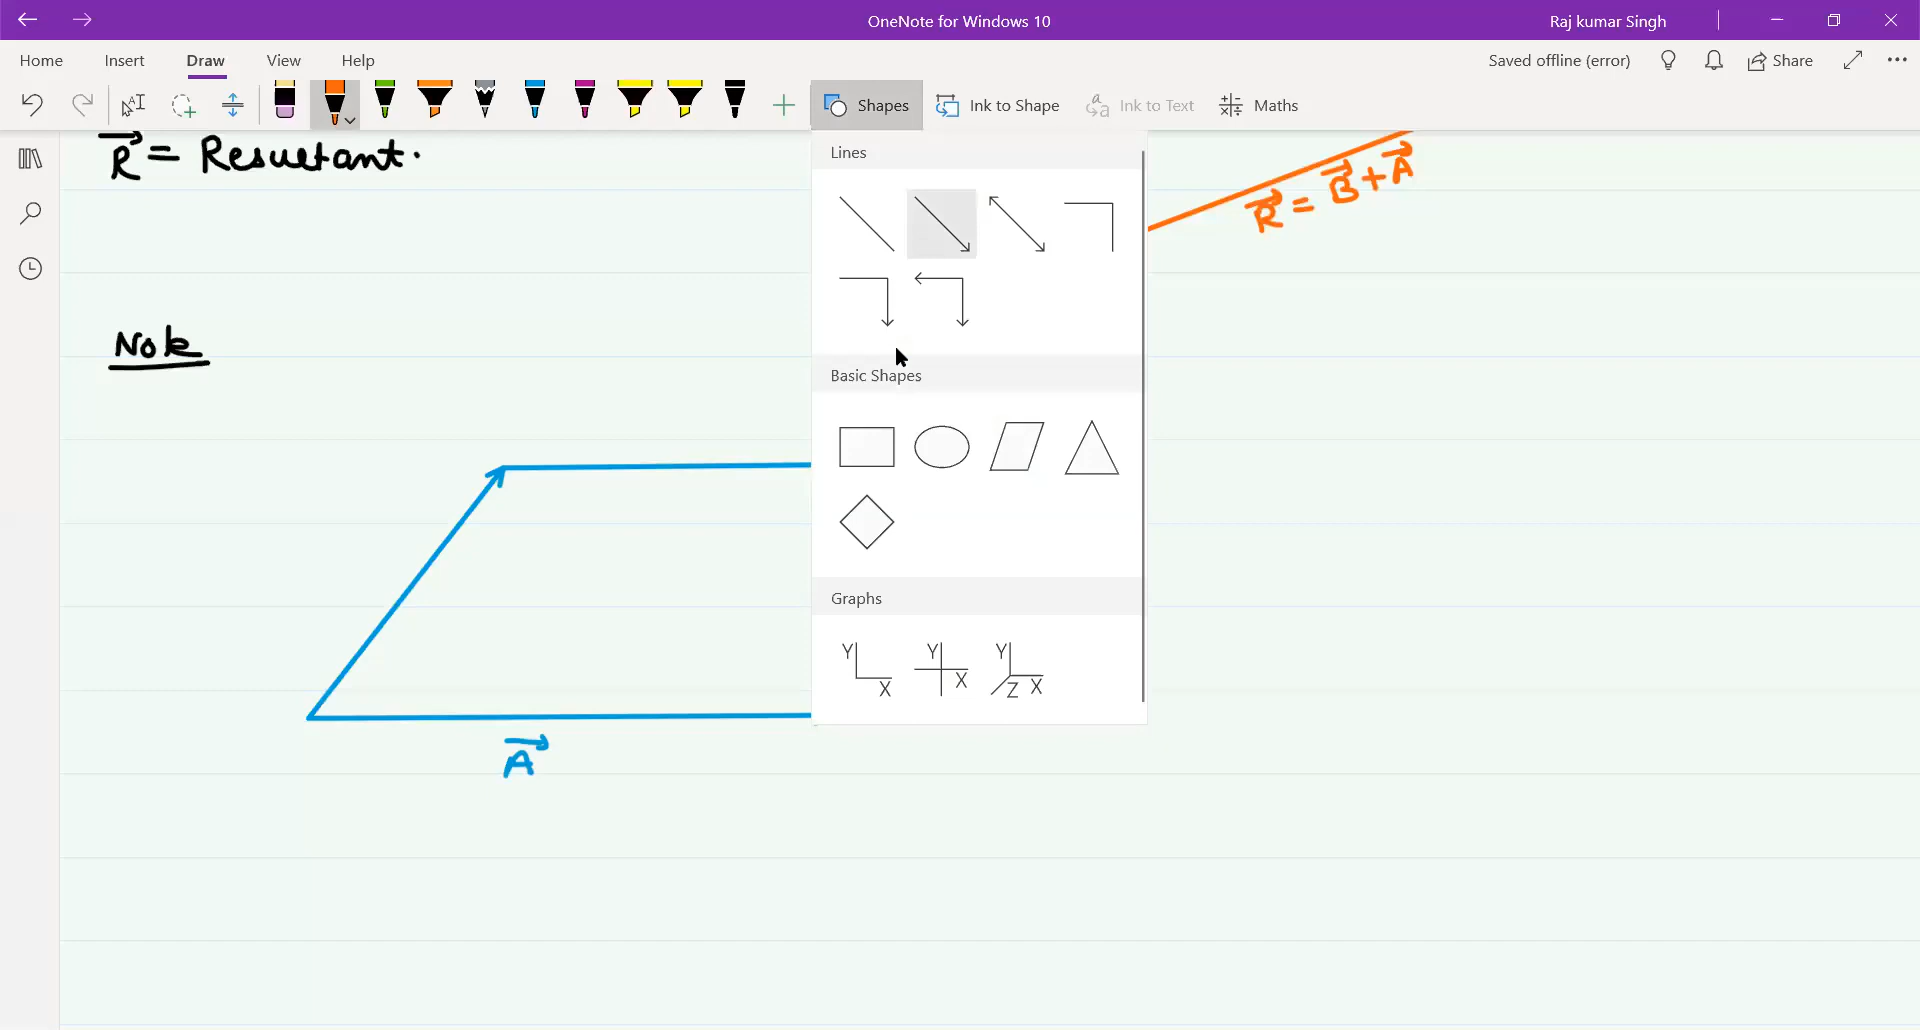 OneNote for Windows 10
Raj kumar Singh
Home Insert Draw View Help
Saved offline (error)
Share
Shapes
Ink to Shape
Ink to Text
Maths
R⃗ = Resultant.
Lines
R⃗ = B⃗ + A⃗
Note
Basic Shapes
Graphs
Y X
Y X
Y Z X
A⃗